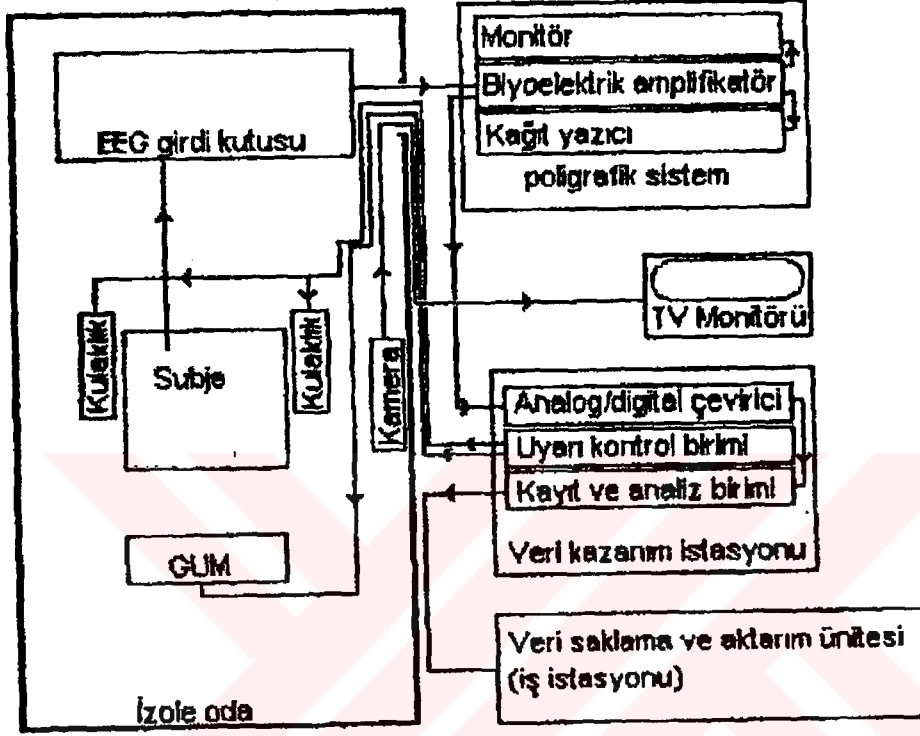 EEG girdi kutusu
Kulaklık
Subje
Kulaklık
Kamera
GUM
İzole oda
Monitör
Biyoelektrik amplifikatör
Kağıt yazıcı
poligrafik sistem
TV Monitörü
Analog/digital çevirici
Uyarı kontrol birimi
Kayıt ve analiz birimi
Veri kazanım istasyonu
Veri saklama ve aktarım ünitesi
(iş istasyonu)